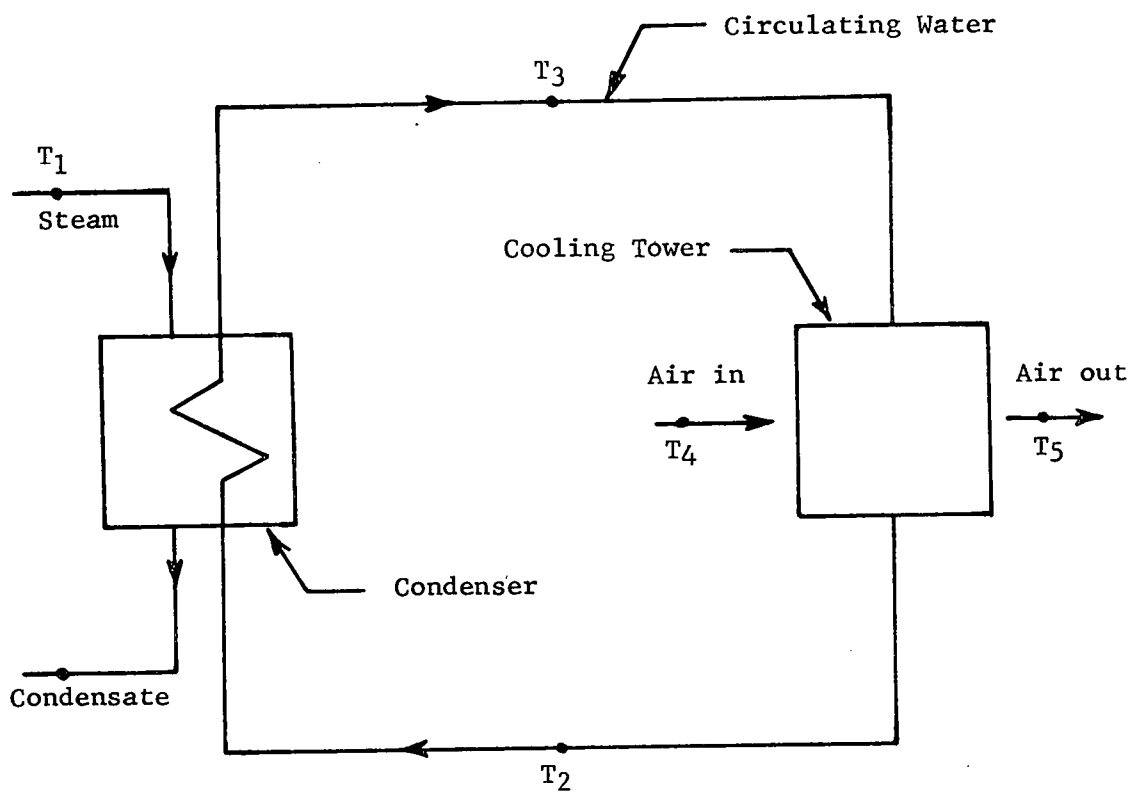 Circulating Water
T3
T1
Steam
Cooling Tower
Air in
Air out
T4
T5
Condenser
Condensate
T2